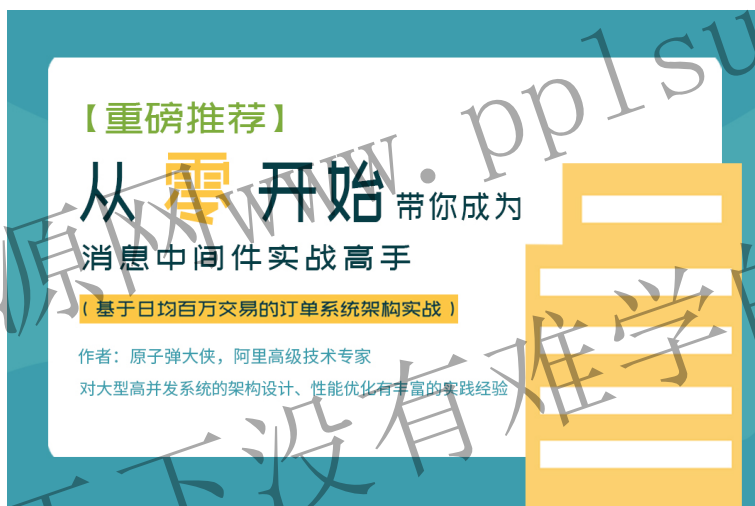 【重磅推荐】
从零开始带你成为
消息中间件实战高手
（基于日均百万交易的订单系统架构实战）
作者：原子弹大侠，阿里高级技术专家
对大型高并发系统的架构设计、性能优化有丰富的实践经验
源网www.pplsu
天下没有难学的